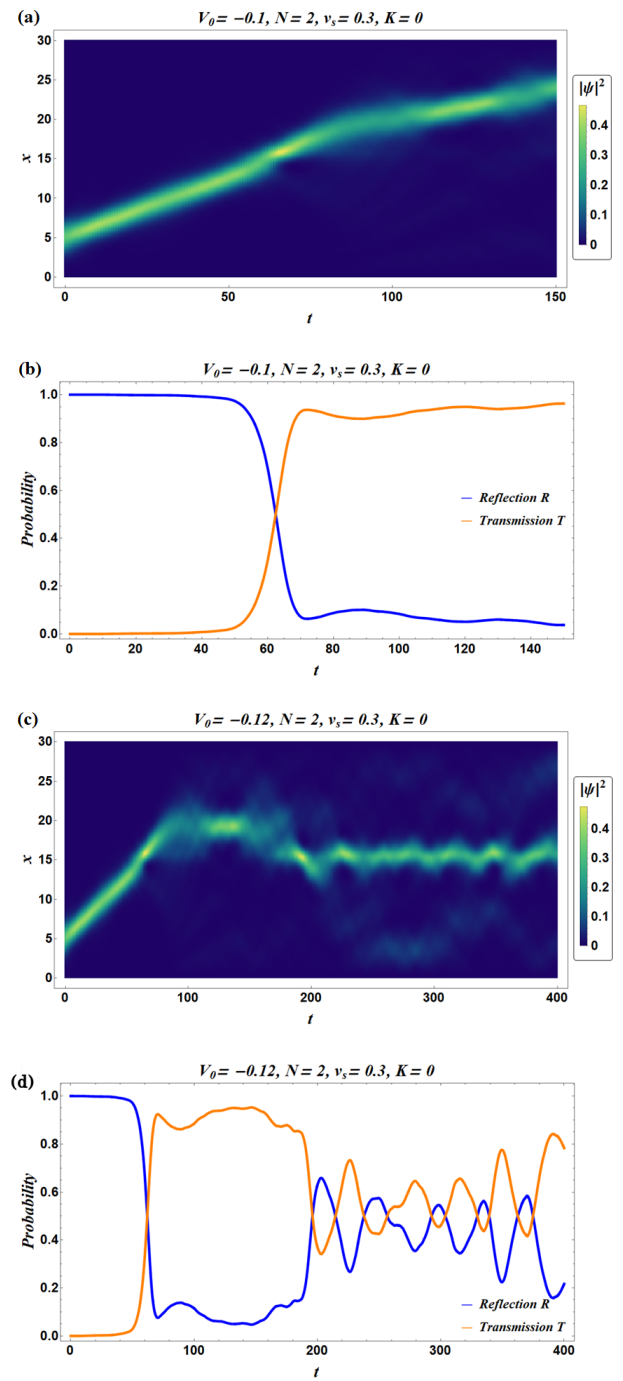 (a)
V₀ = −0.1, N = 2, vₛ = 0.3, K = 0
30
25
20
15
10
5
0
x
0 50 100 150
t
|ψ|²
0.4
0.3
0.2
0.1
0
(b)
V₀ = −0.1, N = 2, vₛ = 0.3, K = 0
1.0
0.8
0.6
0.4
0.2
0.0
Probability
Reflection R
Transmission T
0 20 40 60 80 100 120 140
t
(c)
V₀ = −0.12, N = 2, vₛ = 0.3, K = 0
30
25
20
15
10
5
0
x
0 100 200 300 400
t
|ψ|²
0.4
0.3
0.2
0.1
0
(d)
V₀ = −0.12, N = 2, vₛ = 0.3, K = 0
1.0
0.8
0.6
0.4
0.2
0.0
Probability
Reflection R
Transmission T
0 100 200 300 400
t